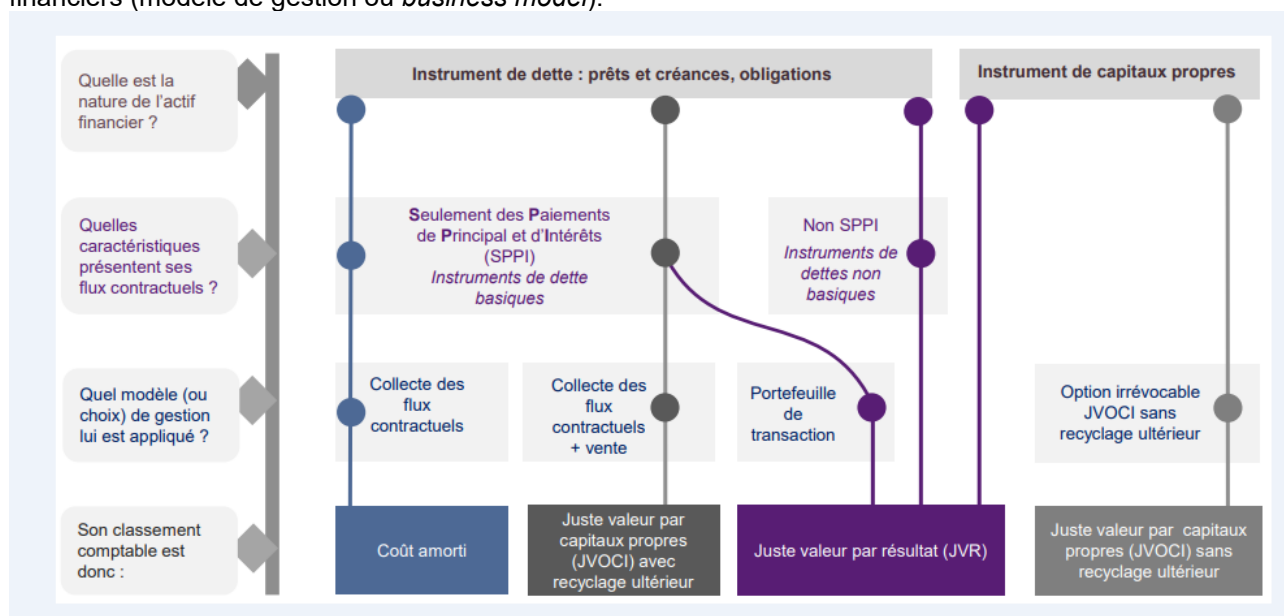 financiers (modèle de gestion ou business model).
Quelle est la
nature de l'actif
financier ?
Instrument de dette : prêts et créances, obligations
Instrument de capitaux propres
Quelles
caractéristiques
présentent ses
flux contractuels ?
Seulement des Paiements
de Principal et d'Intérêts
(SPPI)
Instruments de dette
basiques
Non SPPI
Instruments de
dettes non
basiques
Quel modèle (ou
choix) de gestion
lui est appliqué ?
Collecte des
flux
contractuels
Collecte des
flux
contractuels
+ vente
Portefeuille
de
transaction
Option irrévocable
JVOCI sans
recyclage ultérieur
Son classement
comptable est
donc :
Coût amorti
Juste valeur par
capitaux propres
(JVOCI) avec
recyclage ultérieur
Juste valeur par résultat (JVR)
Juste valeur par capitaux
propres (JVOCI) sans
recyclage ultérieur